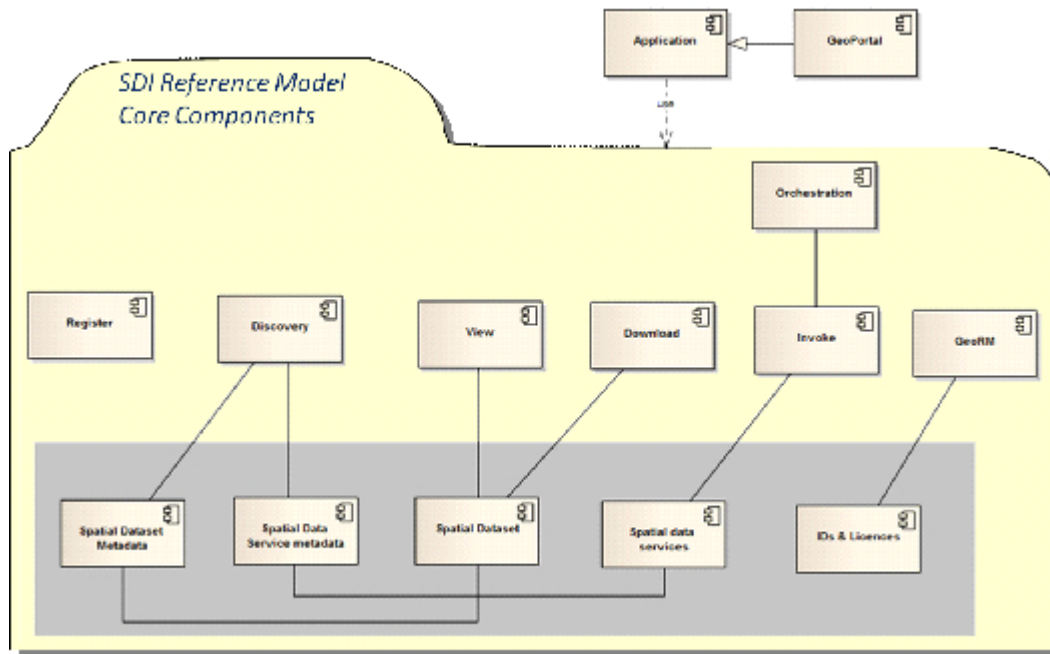 Application
GeoPortal
SDI Reference Model
Core Components
use
Orchestration
Register
Discovery
View
Download
Invoke
GeoRM
Spatial Dataset
Metadata
Spatial Data
Service metadata
Spatial Dataset
Spatial data
services
IDs & Licences